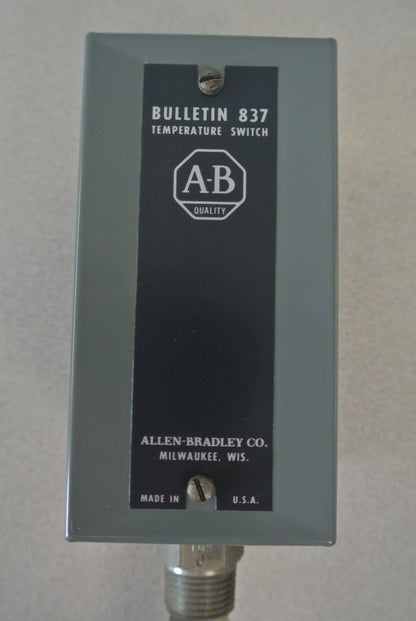 BULLETIN 837
TEMPERATURE SWITCH
A-B
QUALITY
ALLEN-BRADLEY CO.
MILWAUKEE, WIS.
MADE IN U.S.A.